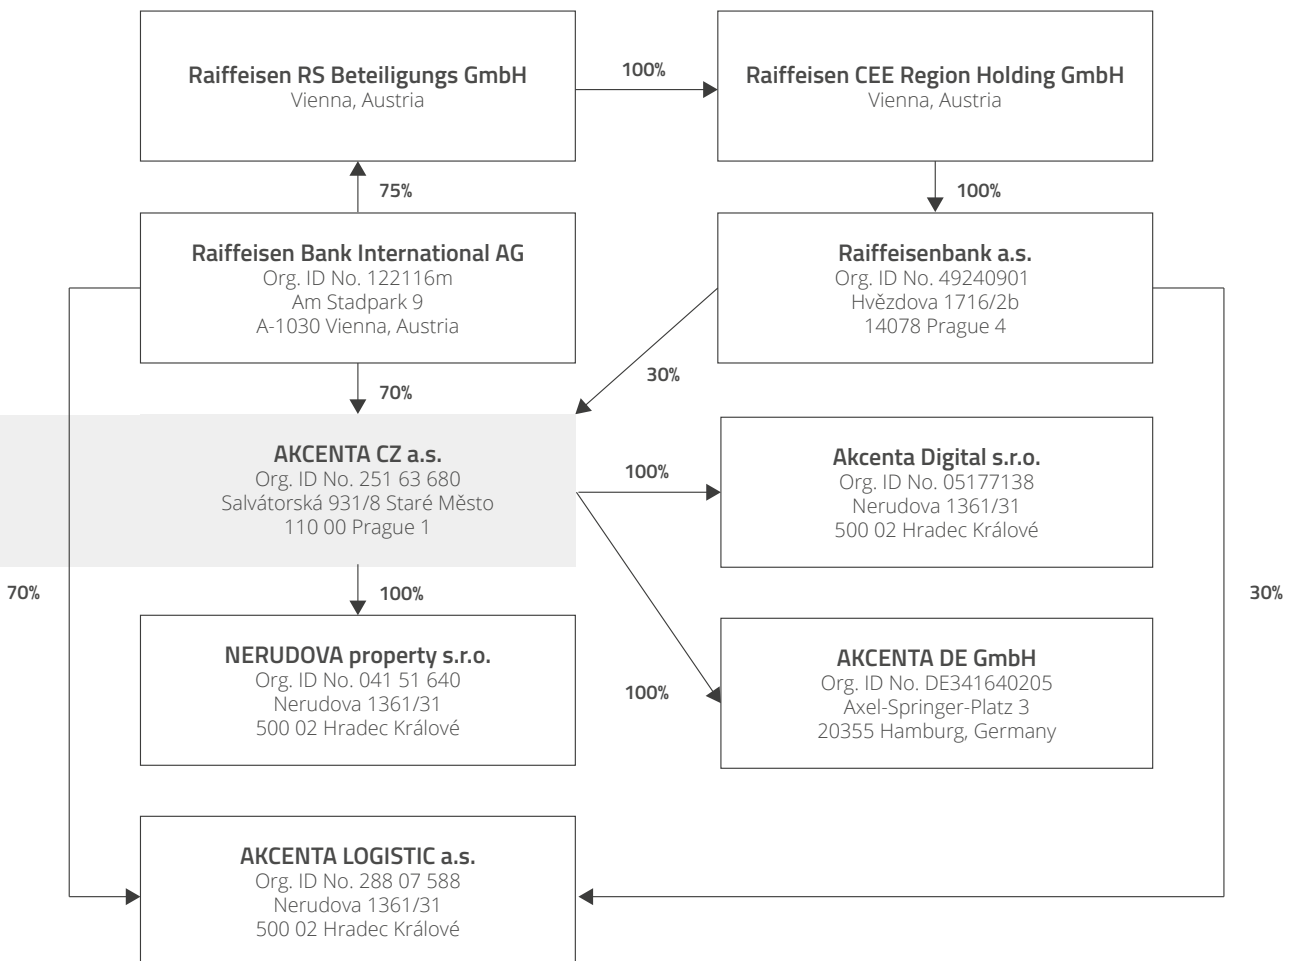 Raiffeisen RS Beteiligungs GmbH
Vienna, Austria
100%
Raiffeisen CEE Region Holding GmbH
Vienna, Austria
75%
100%
Raiffeisen Bank International AG
Org. ID No. 122116m
Am Stadpark 9
A-1030 Vienna, Austria
Raiffeisenbank a.s.
Org. ID No. 49240901
Hvězdova 1716/2b
14078 Prague 4
70%
30%
AKCENTA CZ a.s.
Org. ID No. 251 63 680
Salvátorská 931/8 Staré Město
110 00 Prague 1
100%
Akcenta Digital s.r.o.
Org. ID No. 05177138
Nerudova 1361/31
500 02 Hradec Králové
70%
100%
30%
NERUDOVA property s.r.o.
Org. ID No. 041 51 640
Nerudova 1361/31
500 02 Hradec Králové
100%
AKCENTA DE GmbH
Org. ID No. DE341640205
Axel-Springer-Platz 3
20355 Hamburg, Germany
AKCENTA LOGISTIC a.s.
Org. ID No. 288 07 588
Nerudova 1361/31
500 02 Hradec Králové